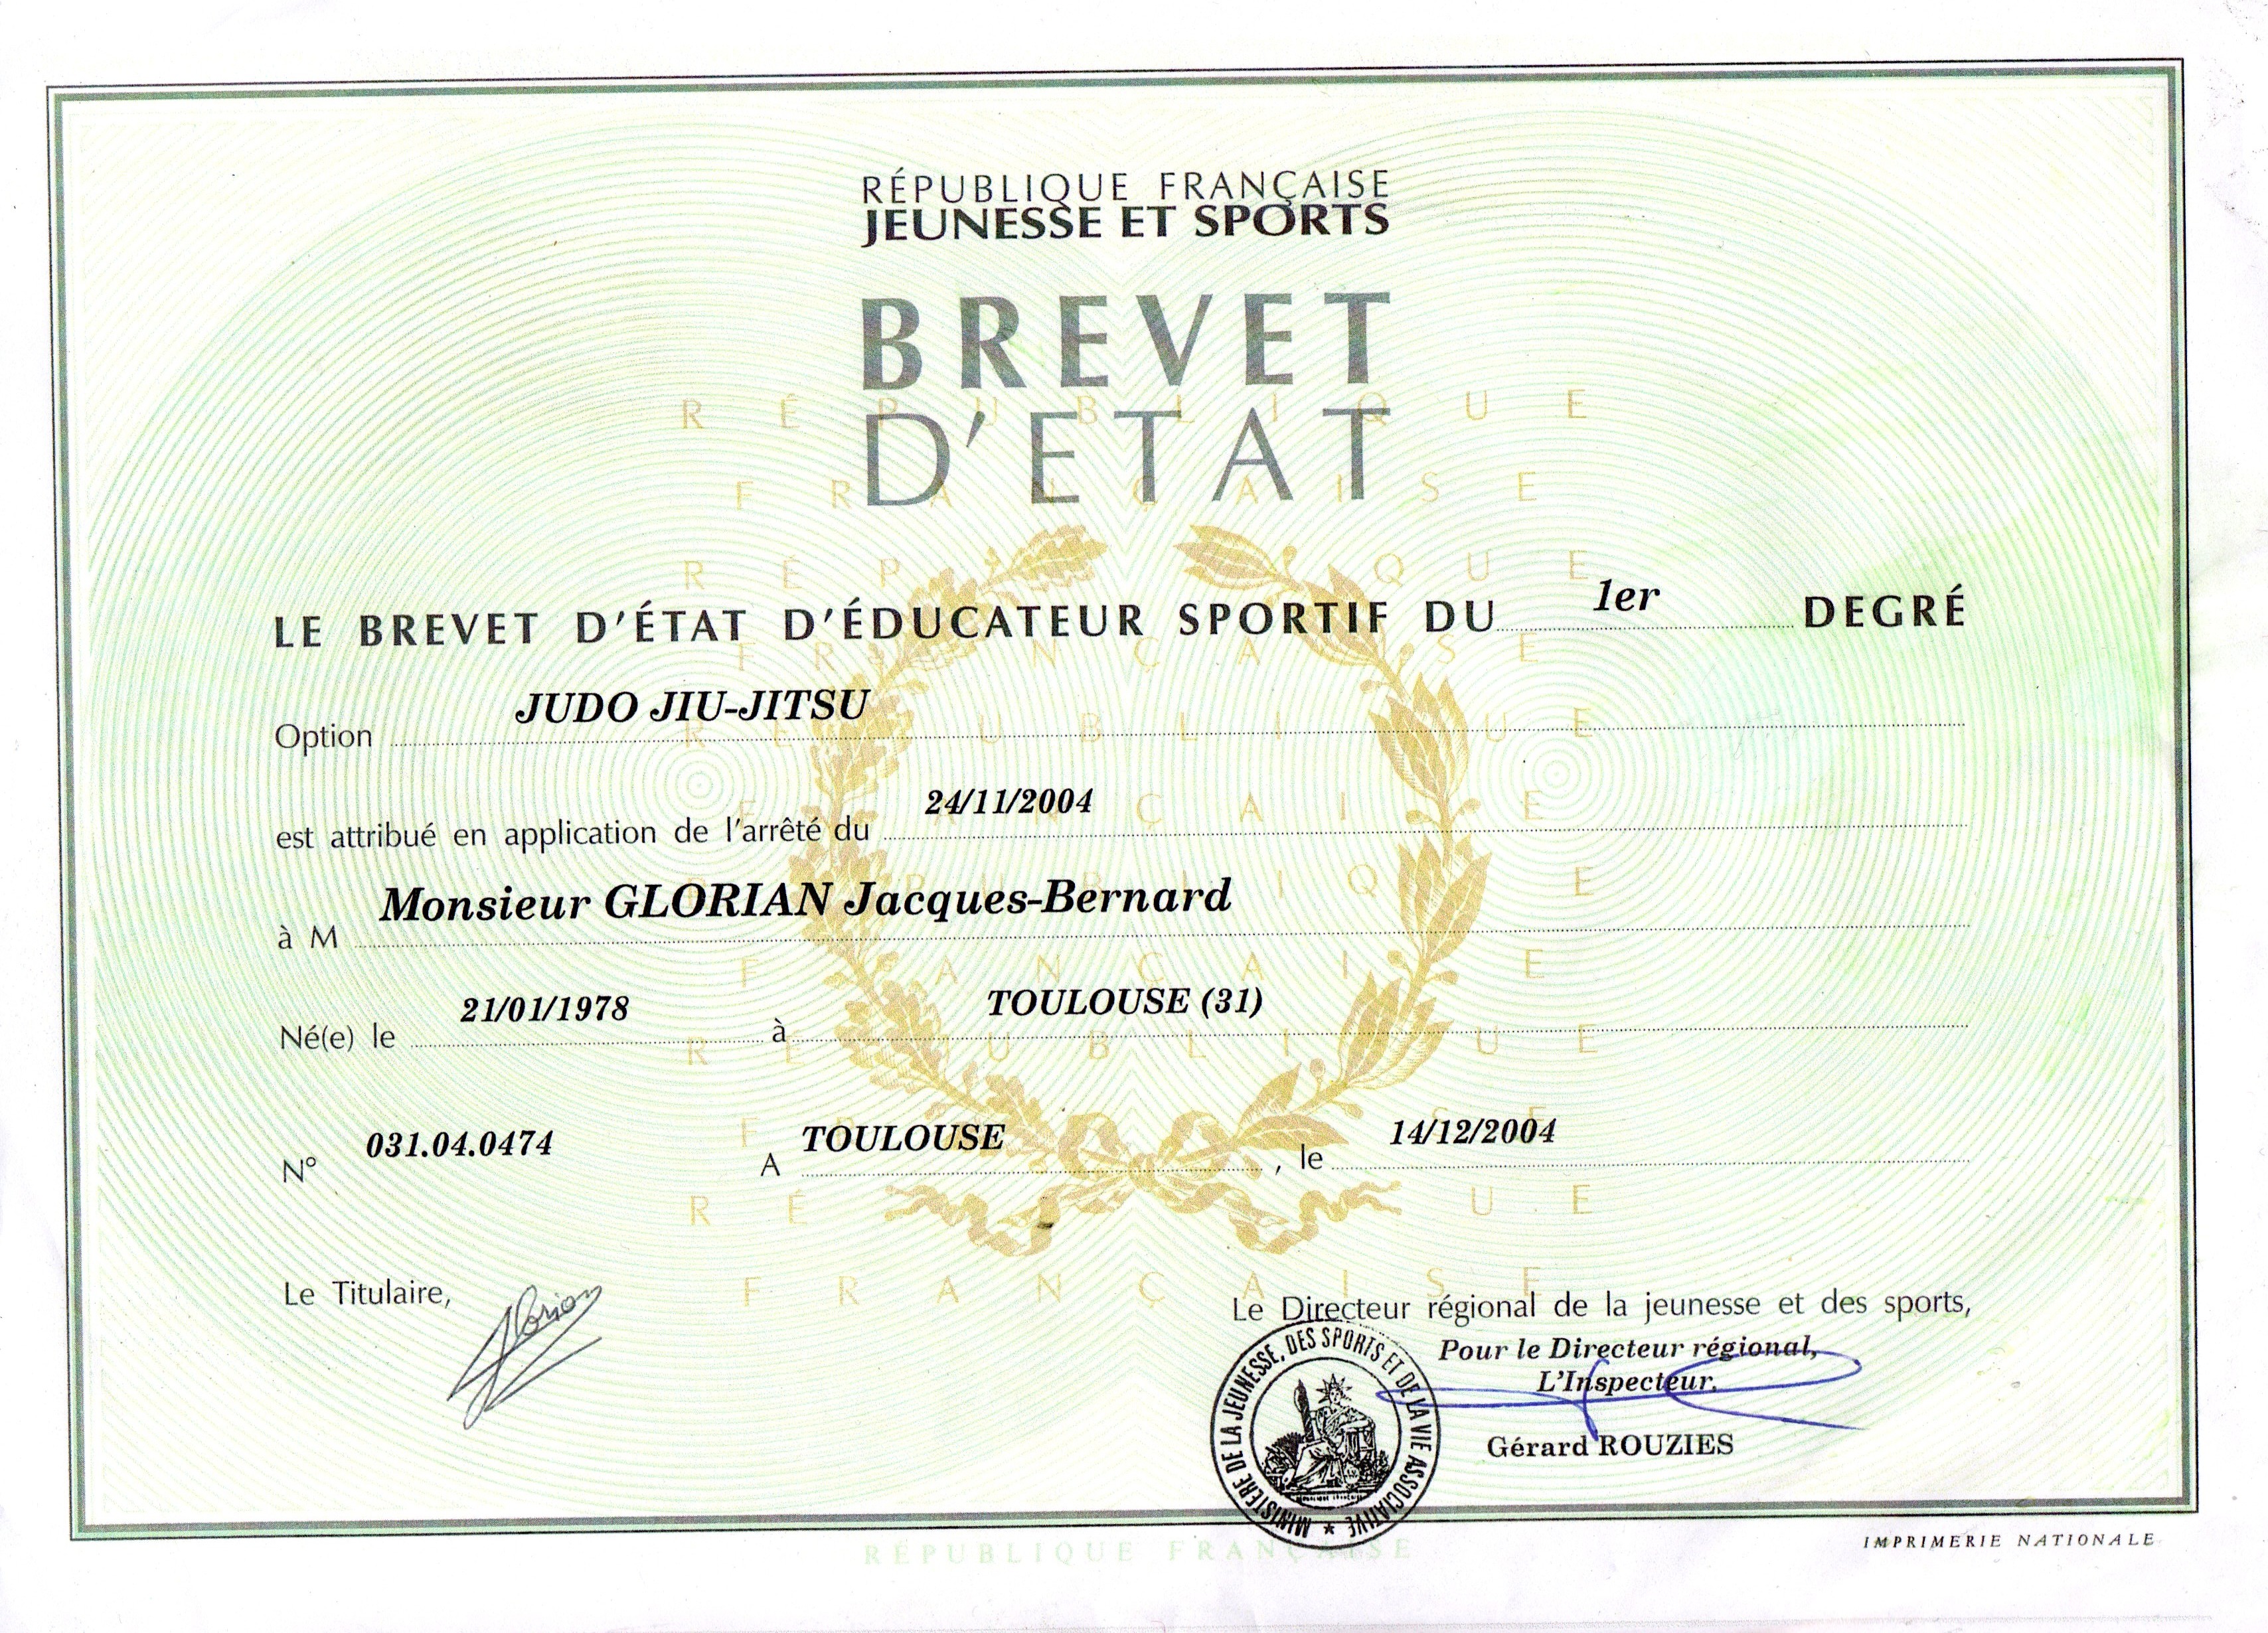 RÉPUBLIQUE FRANÇAISE
JEUNESSE ET SPORTS
BREVET
D'ETAT
LE BREVET D'ÉTAT D'ÉDUCATEUR SPORTIF DU 1er DEGRÉ
Option JUDO JIU-JITSU
est attribué en application de l'arrêté du 24/11/2004
à M Monsieur GLORIAN Jacques-Bernard
Né(e) le 21/01/1978 à TOULOUSE (31)
N° 031.04.0474 A TOULOUSE , le 14/12/2004
Le Titulaire,
Glorian
Le Directeur régional de la jeunesse et des sports,
Pour le Directeur régional,
L'Inspecteur.
Gérard ROUZIES
MINISTERE DE LA JEUNESSE, DES SPORTS ET DE LA VIE ASSOCIATIVE *
IMPRIMERIE NATIONALE
RÉPUBLIQUE FRANÇAISE